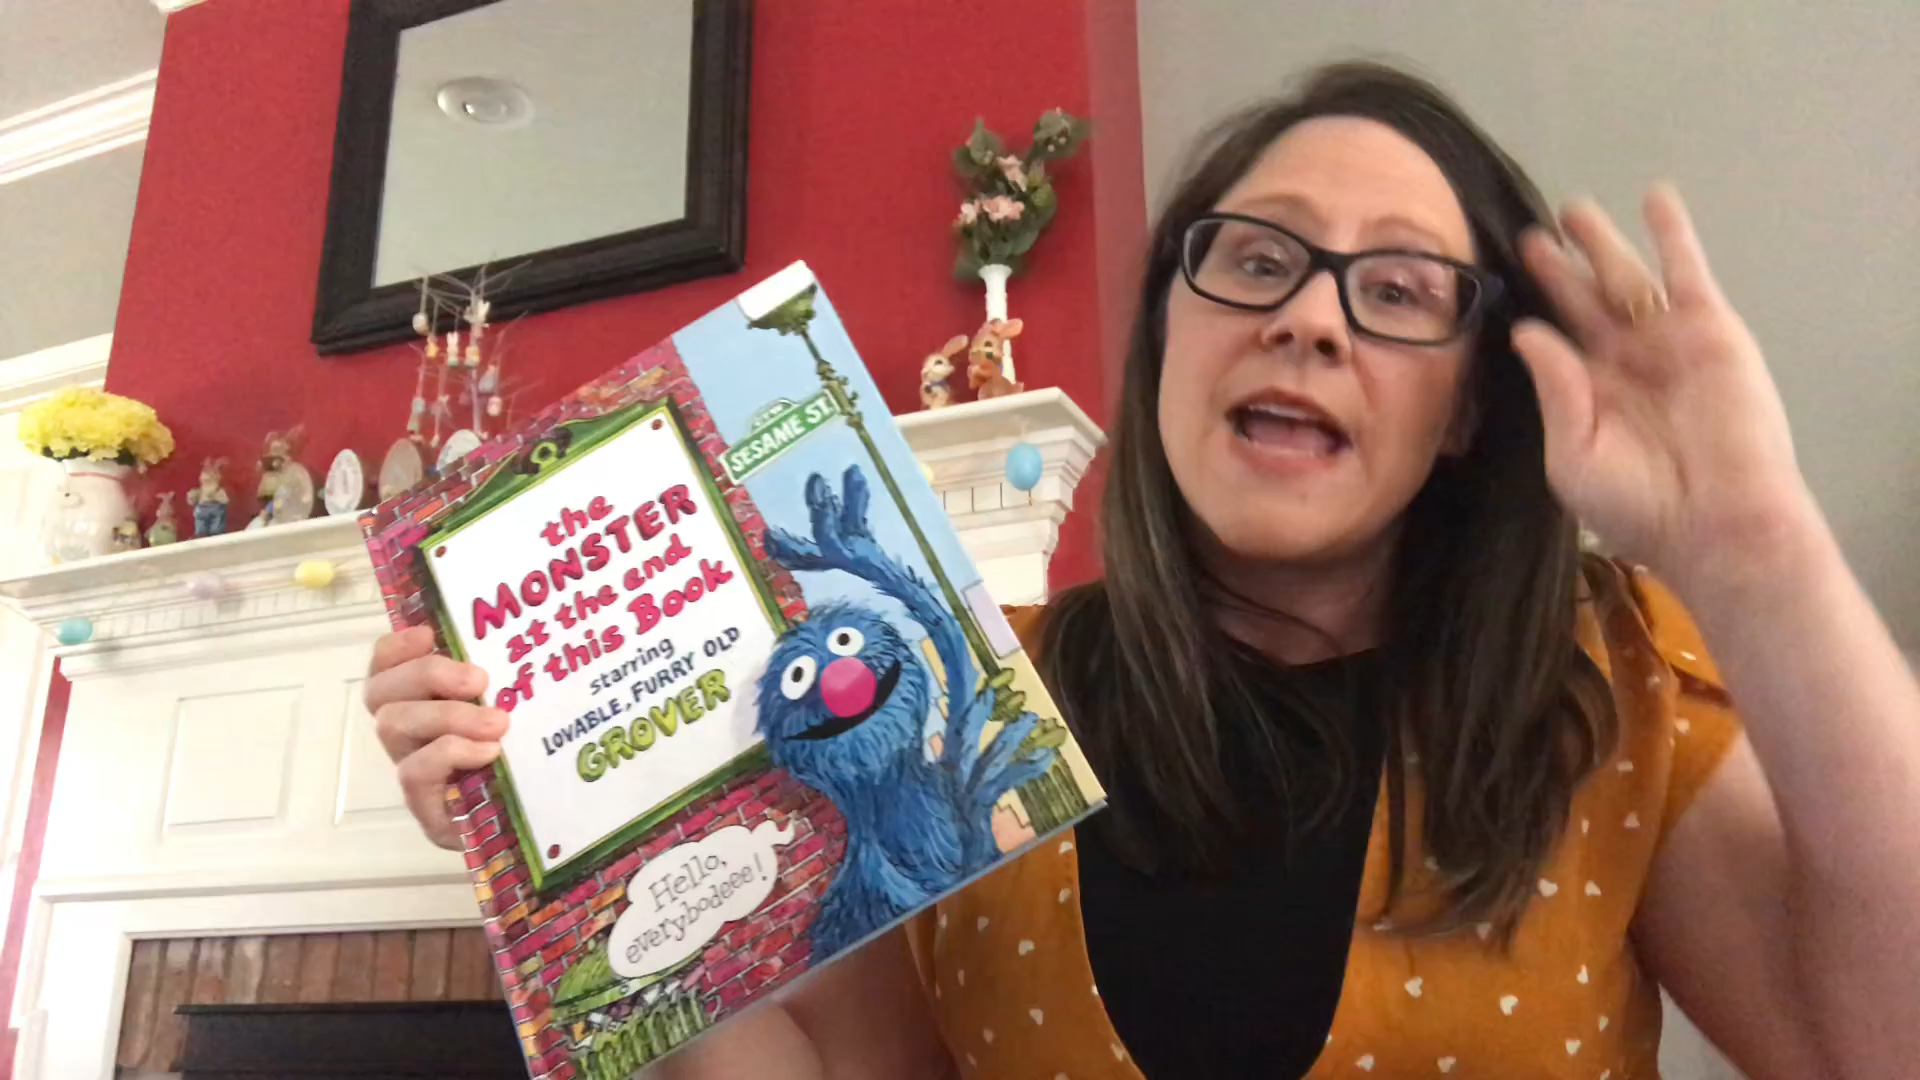 SESAME ST.
the
MONSTER
at the end
of this Book
starring
LOVABLE, FURRY OLD
GROVER
Hello,
everybodeee!